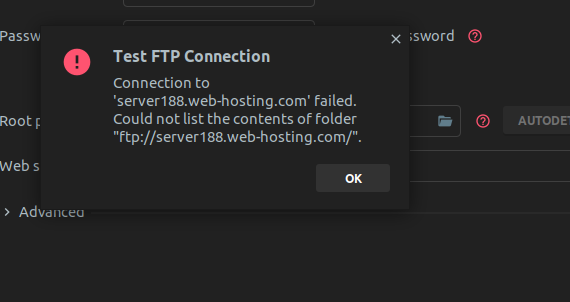 Passw
ssword
Test FTP Connection
Connection to
'server188.web-hosting.com' failed.
Could not list the contents of folder
"ftp://server188.web-hosting.com/".
OK
Root p
AUTODET
Web s
Advanced